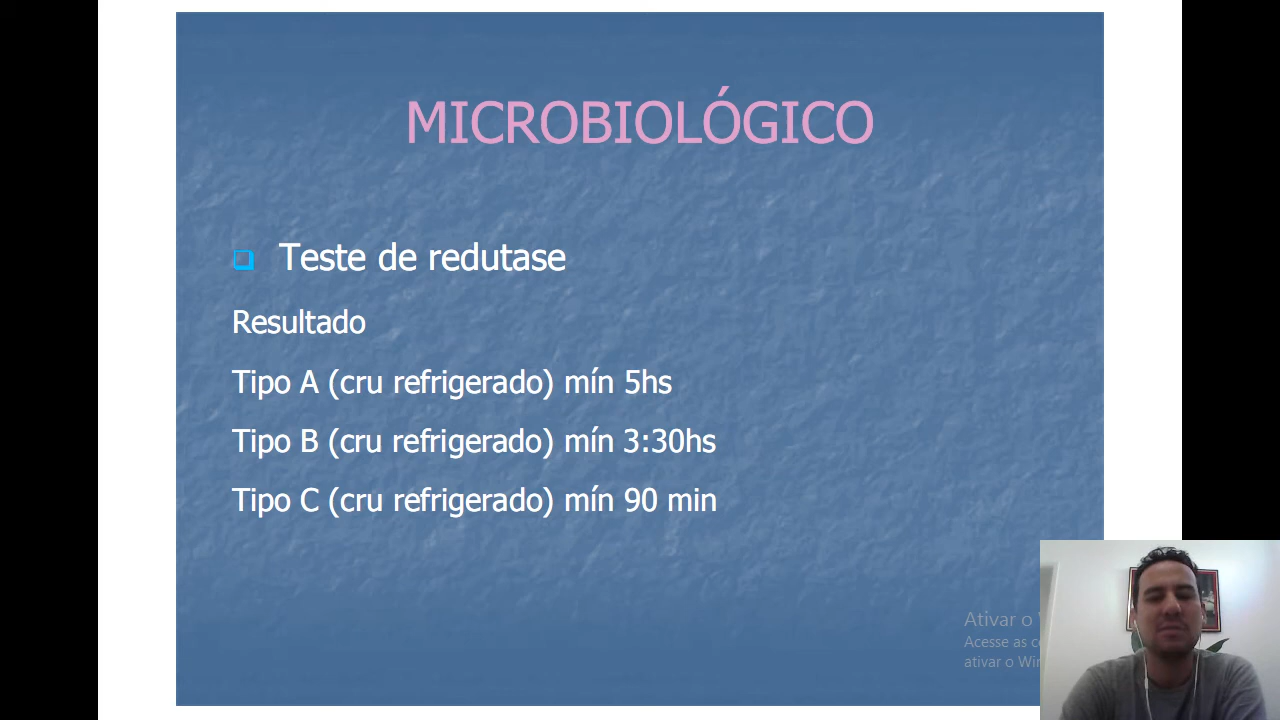 MICROBIOLÓGICO
Teste de redutase
Resultado
Tipo A (cru refrigerado) mín 5hs
Tipo B (cru refrigerado) mín 3:30hs
Tipo C (cru refrigerado) mín 90 min
Ativar o
Acesse as
ativar o